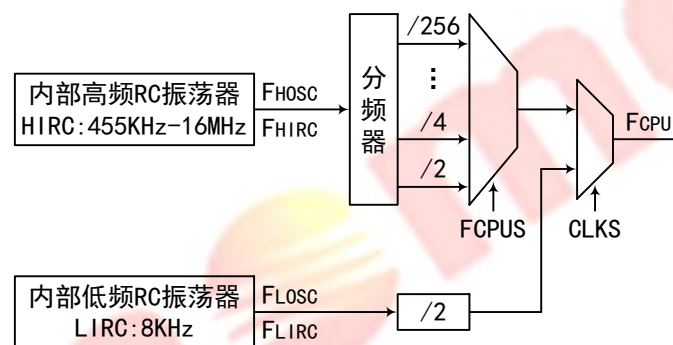 内部高频RC振荡器
HIRC:455KHz-16MHz
FHOSC
FHIRC
分频器
/256
⋮
/4
/2
FCPUS
CLKS
FCPU
内部低频RC振荡器
LIRC:8KHz
FLOSC
FLIRC
/2